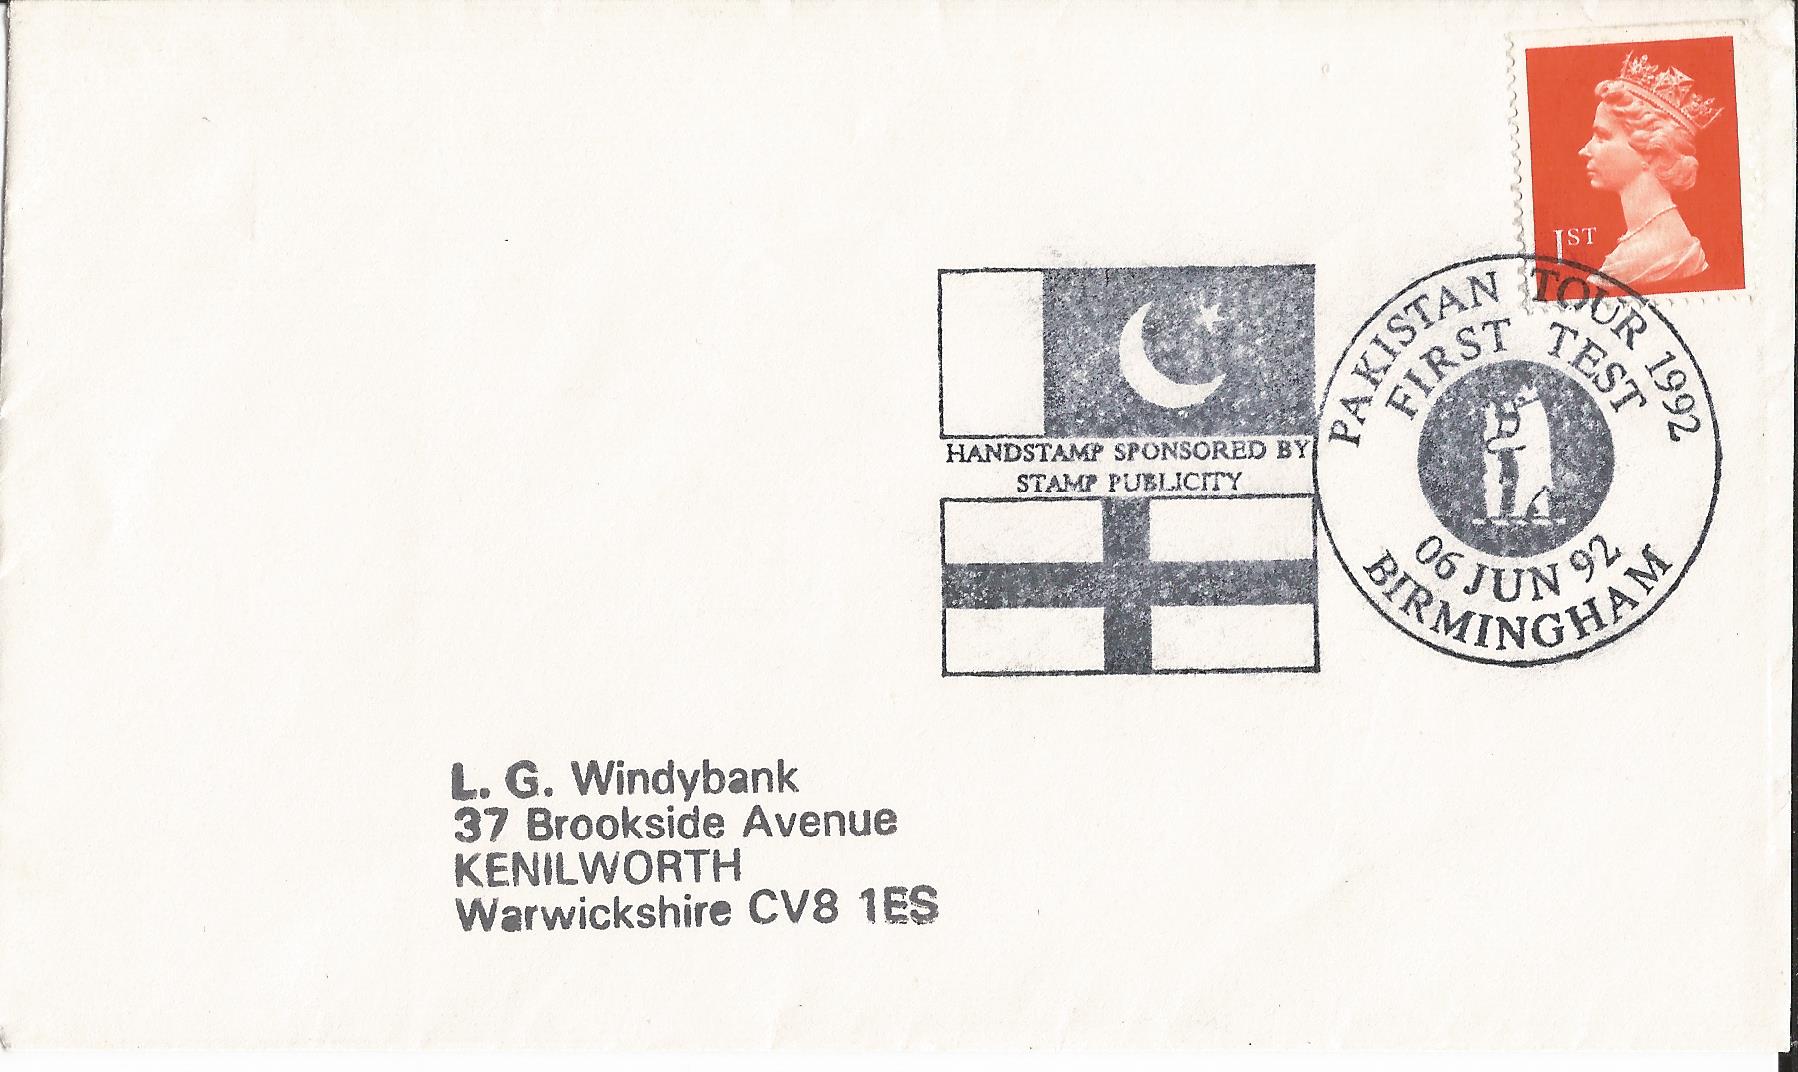 1ST
PAKISTAN TOUR 1992
FIRST TEST
06 JUN 92
BIRMINGHAM
HANDSTAMP SPONSORED BY
STAMP PUBLICITY
L. G. Windybank
37 Brookside Avenue
KENILWORTH
Warwickshire CV8 1ES